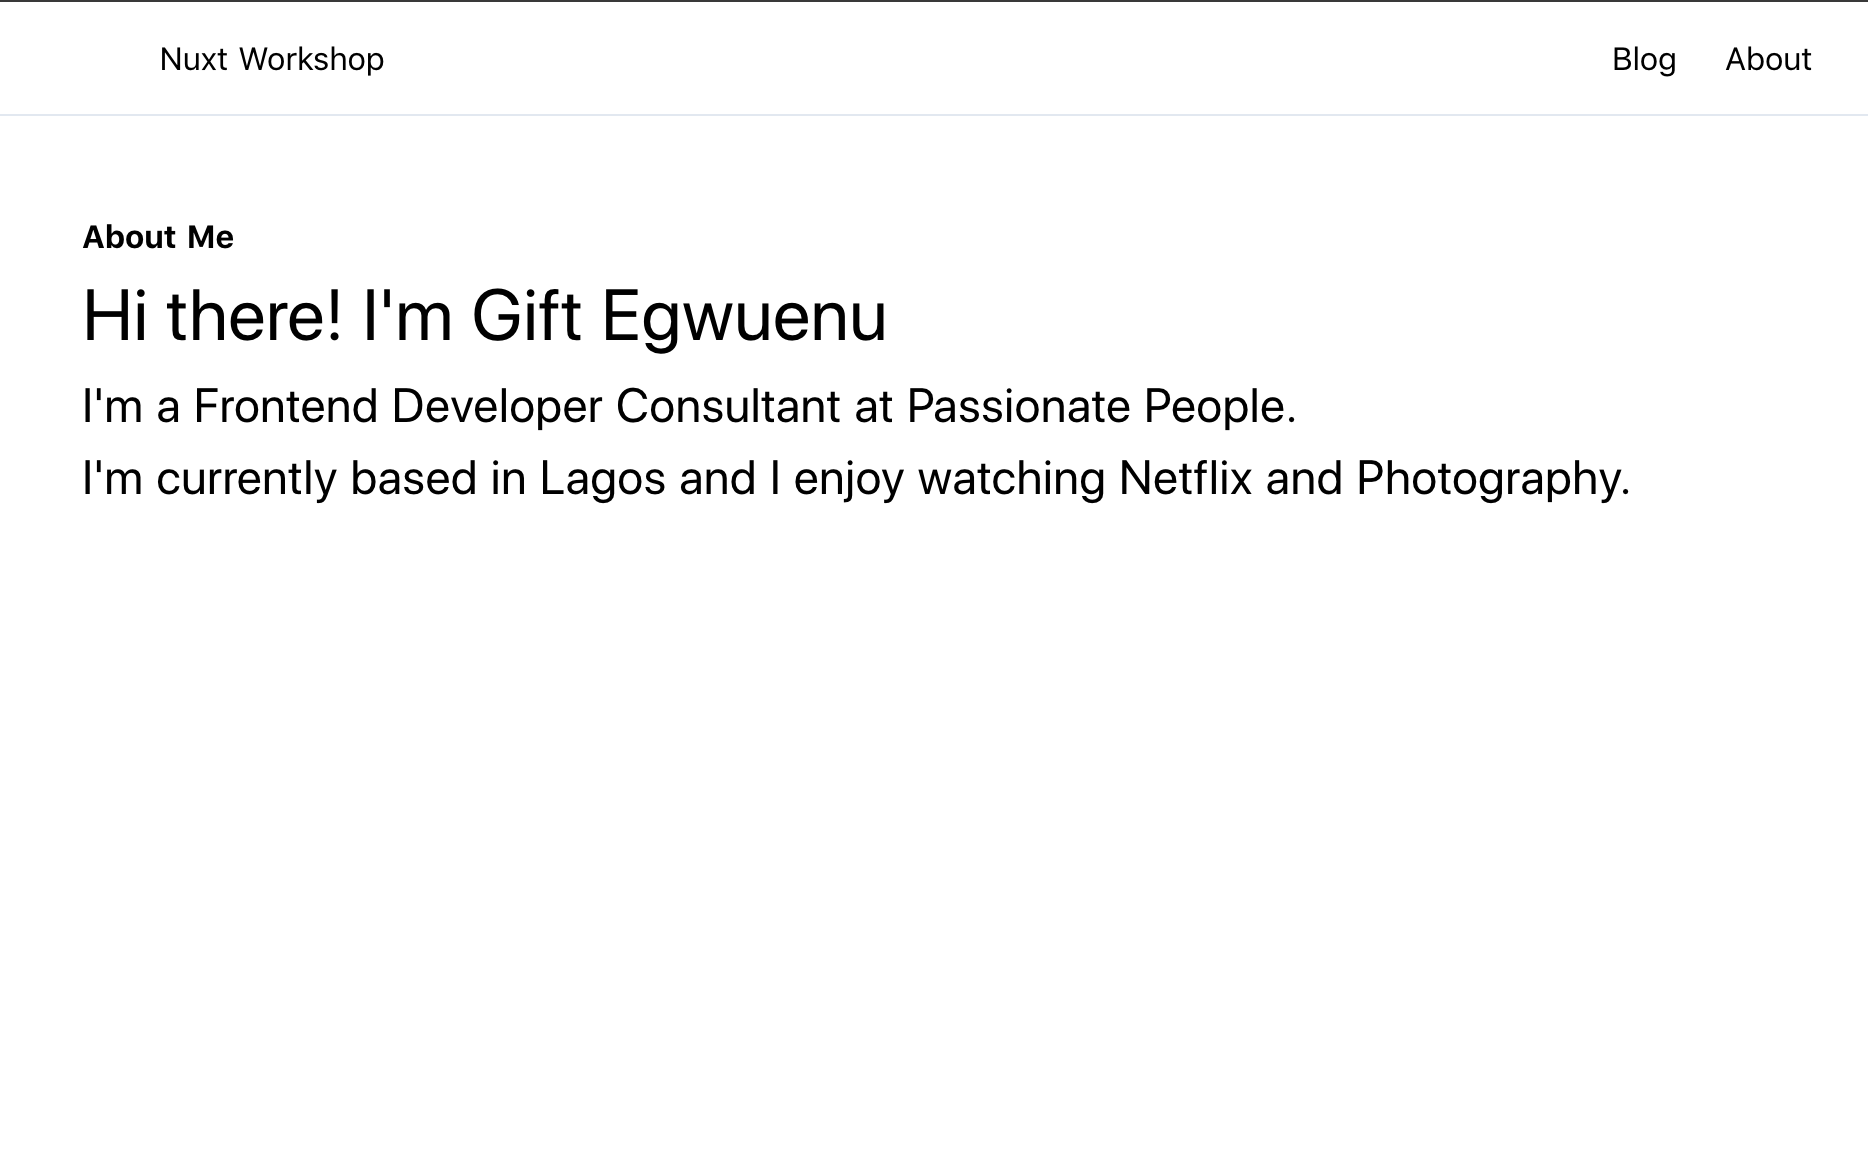 Nuxt Workshop
Blog
About
About Me
Hi there! I'm Gift Egwuenu
I'm a Frontend Developer Consultant at Passionate People.
I'm currently based in Lagos and I enjoy watching Netflix and Photography.